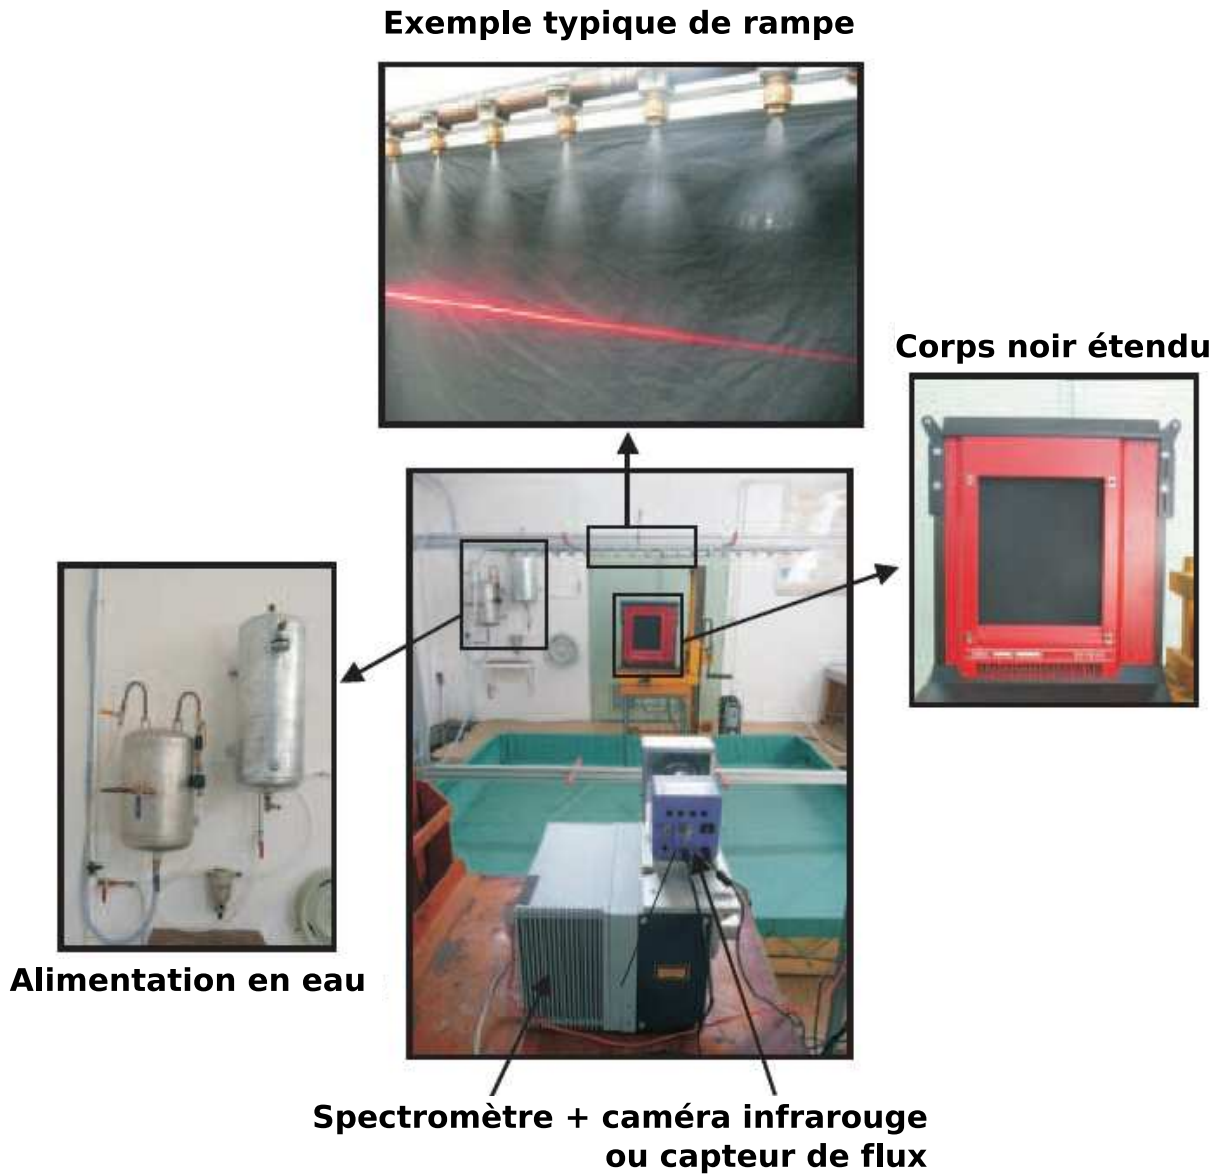 Exemple typique de rampe
Corps noir étendu
Alimentation en eau
Spectromètre + caméra infrarouge
ou capteur de flux